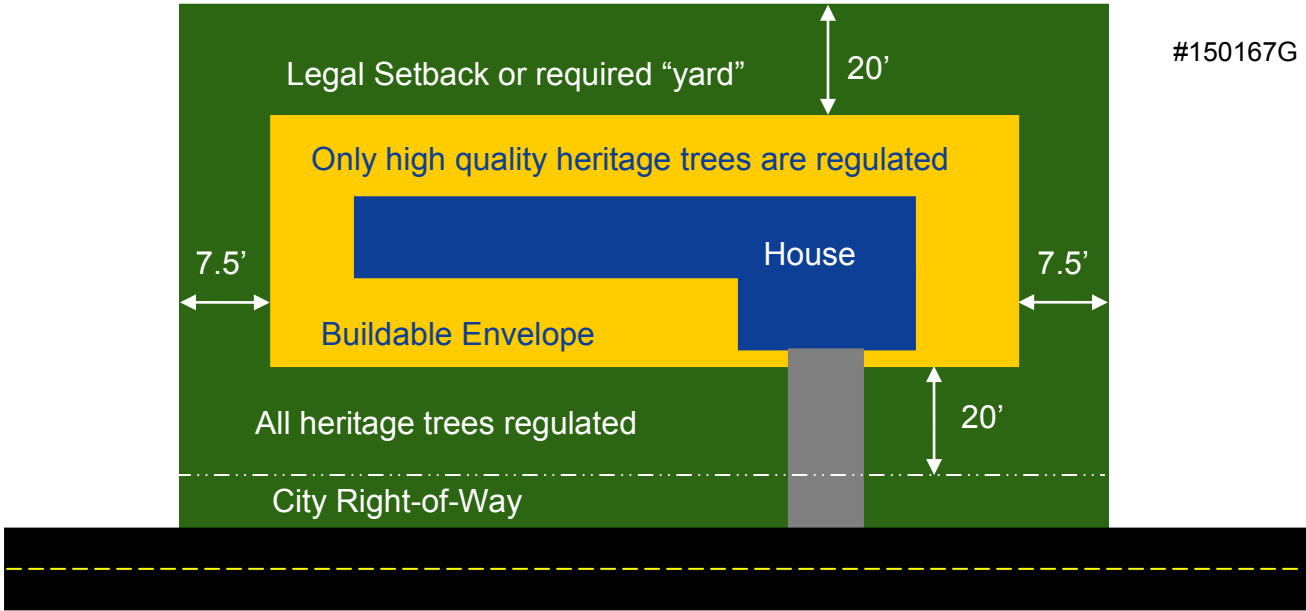 #150167G
Legal Setback or required “yard”
20’
Only high quality heritage trees are regulated
House
7.5’
7.5’
Buildable Envelope
All heritage trees regulated
20’
City Right-of-Way